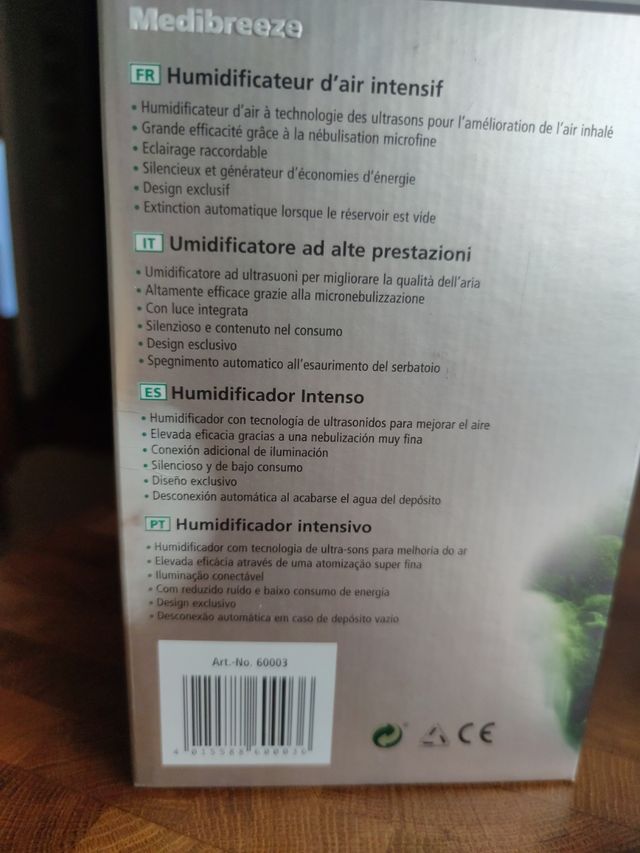 Medibreeze
FR Humidificateur d'air intensif
• Humidificateur d'air à technologie des ultrasons pour l'amélioration de l'air inhalé
• Grande efficacité grâce à la nébulisation microfine
• Eclairage raccordable
• Silencieux et générateur d'économies d'énergie
• Design exclusif
• Extinction automatique lorsque le réservoir est vide
IT Umidificatore ad alte prestazioni
• Umidificatore ad ultrasuoni per migliorare la qualità dell'aria
• Altamente efficace grazie alla micronebulizzazione
• Con luce integrata
• Silenzioso e contenuto nel consumo
• Design esclusivo
• Spegnimento automatico all'esaurimento del serbatoio
ES Humidificador Intenso
• Humidificador con tecnología de ultrasonidos para mejorar el aire
• Elevada eficacia gracias a una nebulización muy fina
• Conexión adicional de iluminación
• Silencioso y de bajo consumo
• Diseño exclusivo
• Desconexión automática al acabarse el agua del depósito
PT Humidificador intensivo
• Humidificador com tecnologia de ultra-sons para melhoria do ar
• Elevada eficácia através de uma atomização super fina
• Iluminação conectável
• Com reduzido ruído e baixo consumo de energia
• Design exclusivo
• Desconexão automática em caso de depósito vazio
Art.-No. 60003
4 015588 600036
CE